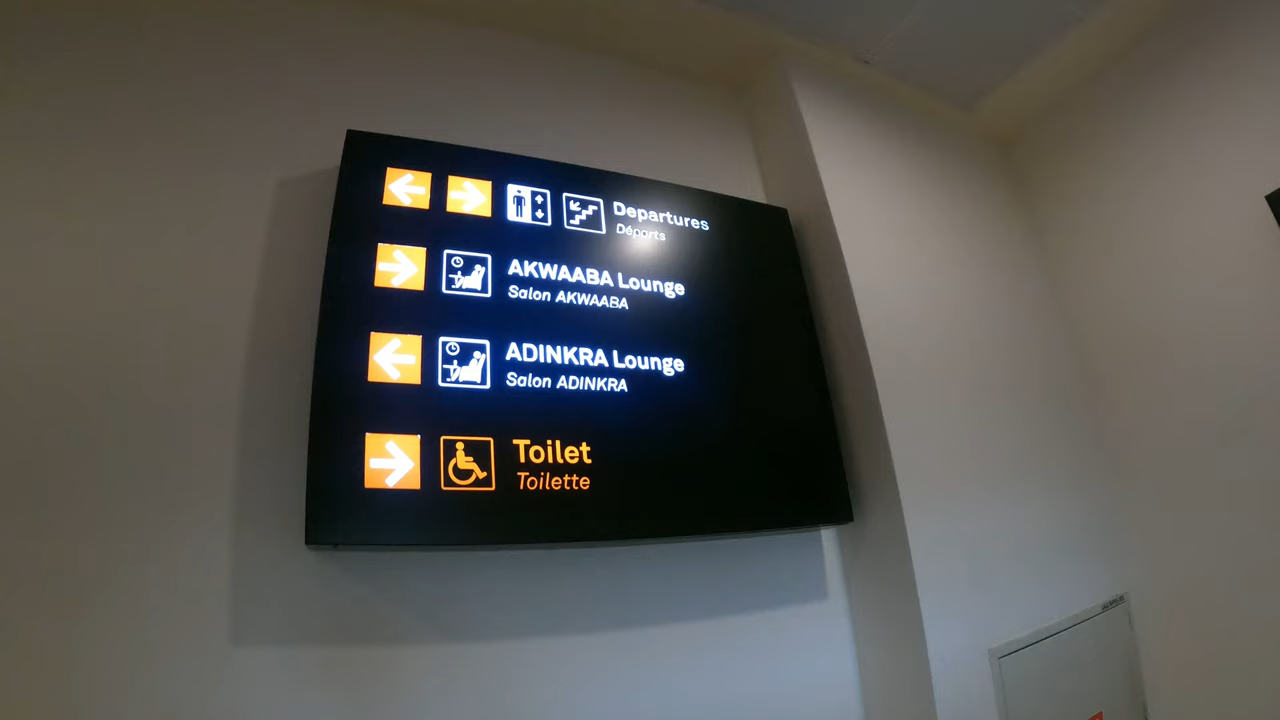 Departures
Départs
AKWAABA Lounge
Salon AKWAABA
ADINKRA Lounge
Salon ADINKRA
Toilet
Toilette